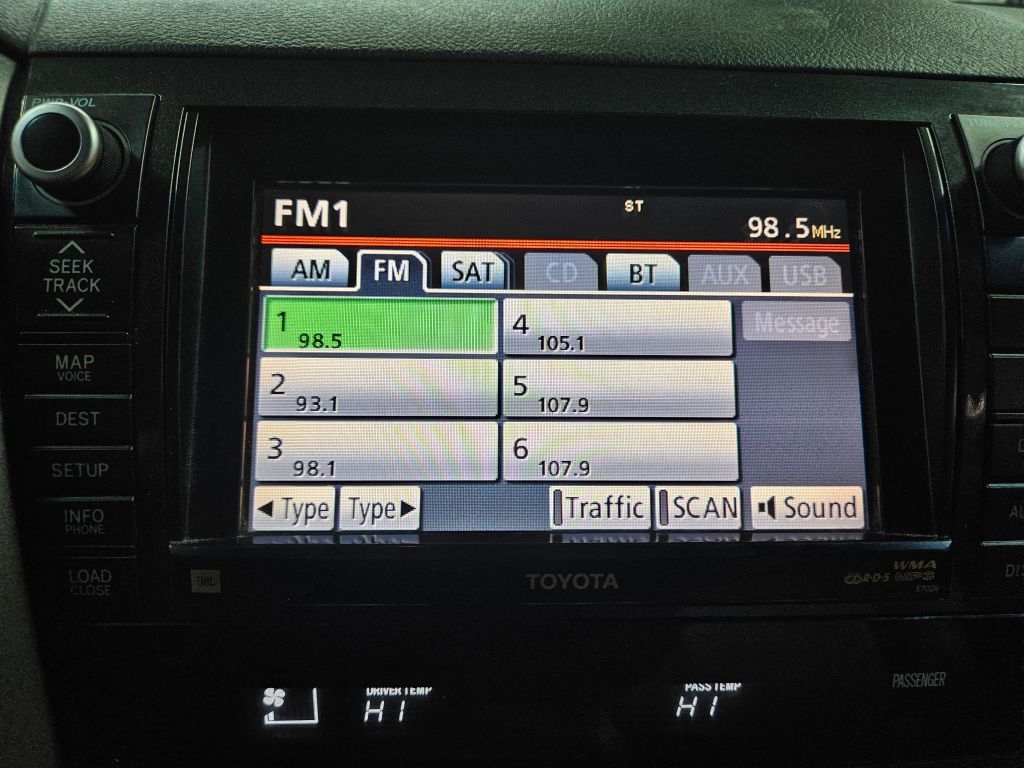 PWR·VOL
FM1
ST
98.5MHz
SEEK
TRACK
AM
FM
SAT
CD
BT
AUX
USB
1
98.5
4
105.1
Message
MAP
VOICE
2
93.1
5
107.9
DEST
3
98.1
6
107.9
SETUP
◀ Type
Type▶
Traffic
SCAN
Sound
INFO
PHONE
LOAD
CLOSE
JBL
TOYOTA
WMA
R·D·S MP3
E7026
DRIVER TEMP
HI
PASS TEMP
HI
PASSENGER